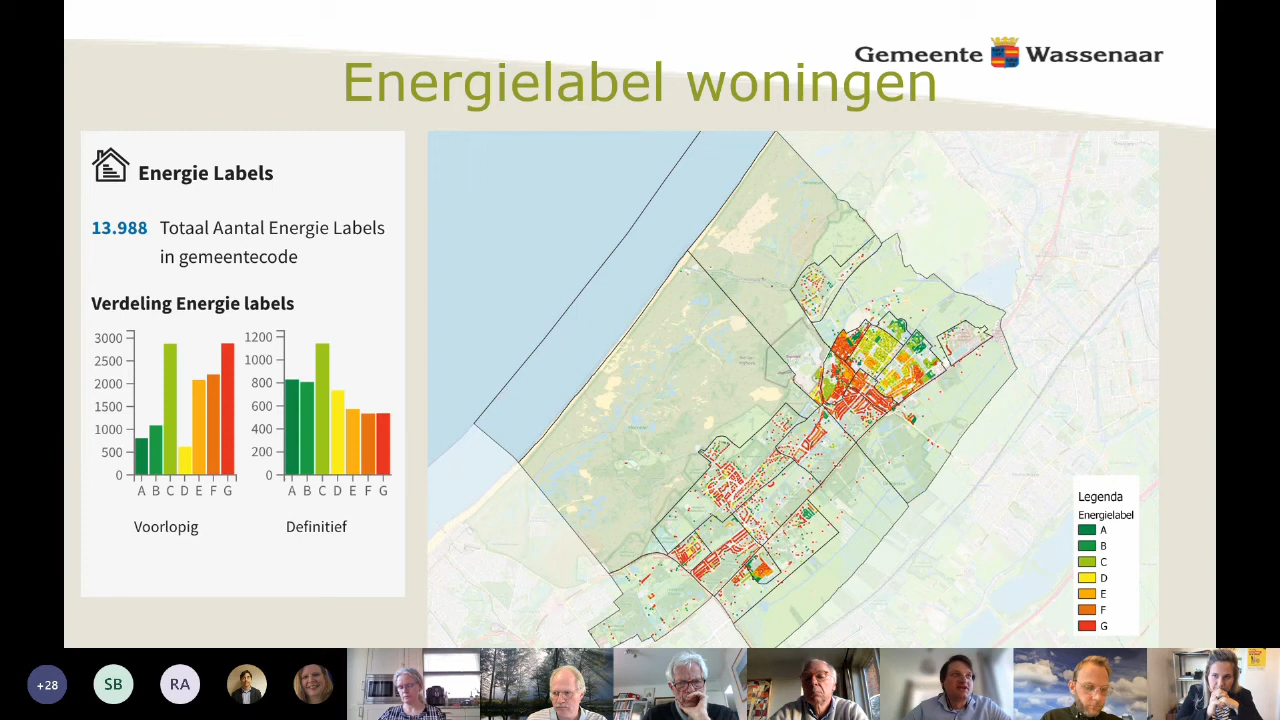 Gemeente Wassenaar
Energielabel woningen
Energie Labels
13.988 Totaal Aantal Energie Labels
in gemeentecode
Verdeling Energie labels
3000
2500
2000
1500
1000
500
0
A B C D E F G
Voorlopig
1200
1000
800
600
400
200
0
A B C D E F G
Definitief
Legenda
Energielabel
A
B
C
D
E
F
G
+28
SB
RA